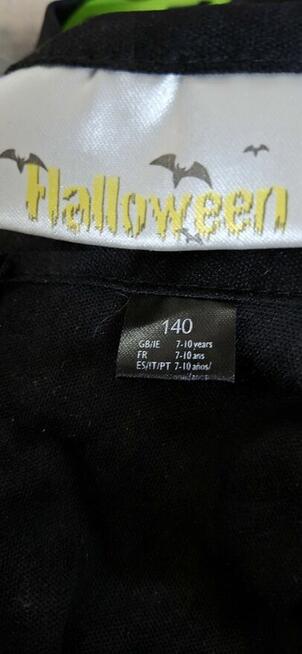 Halloween
140
GB/IE 7-10 years
FR 7-10 ans
ES/IT/PT 7-10 años/